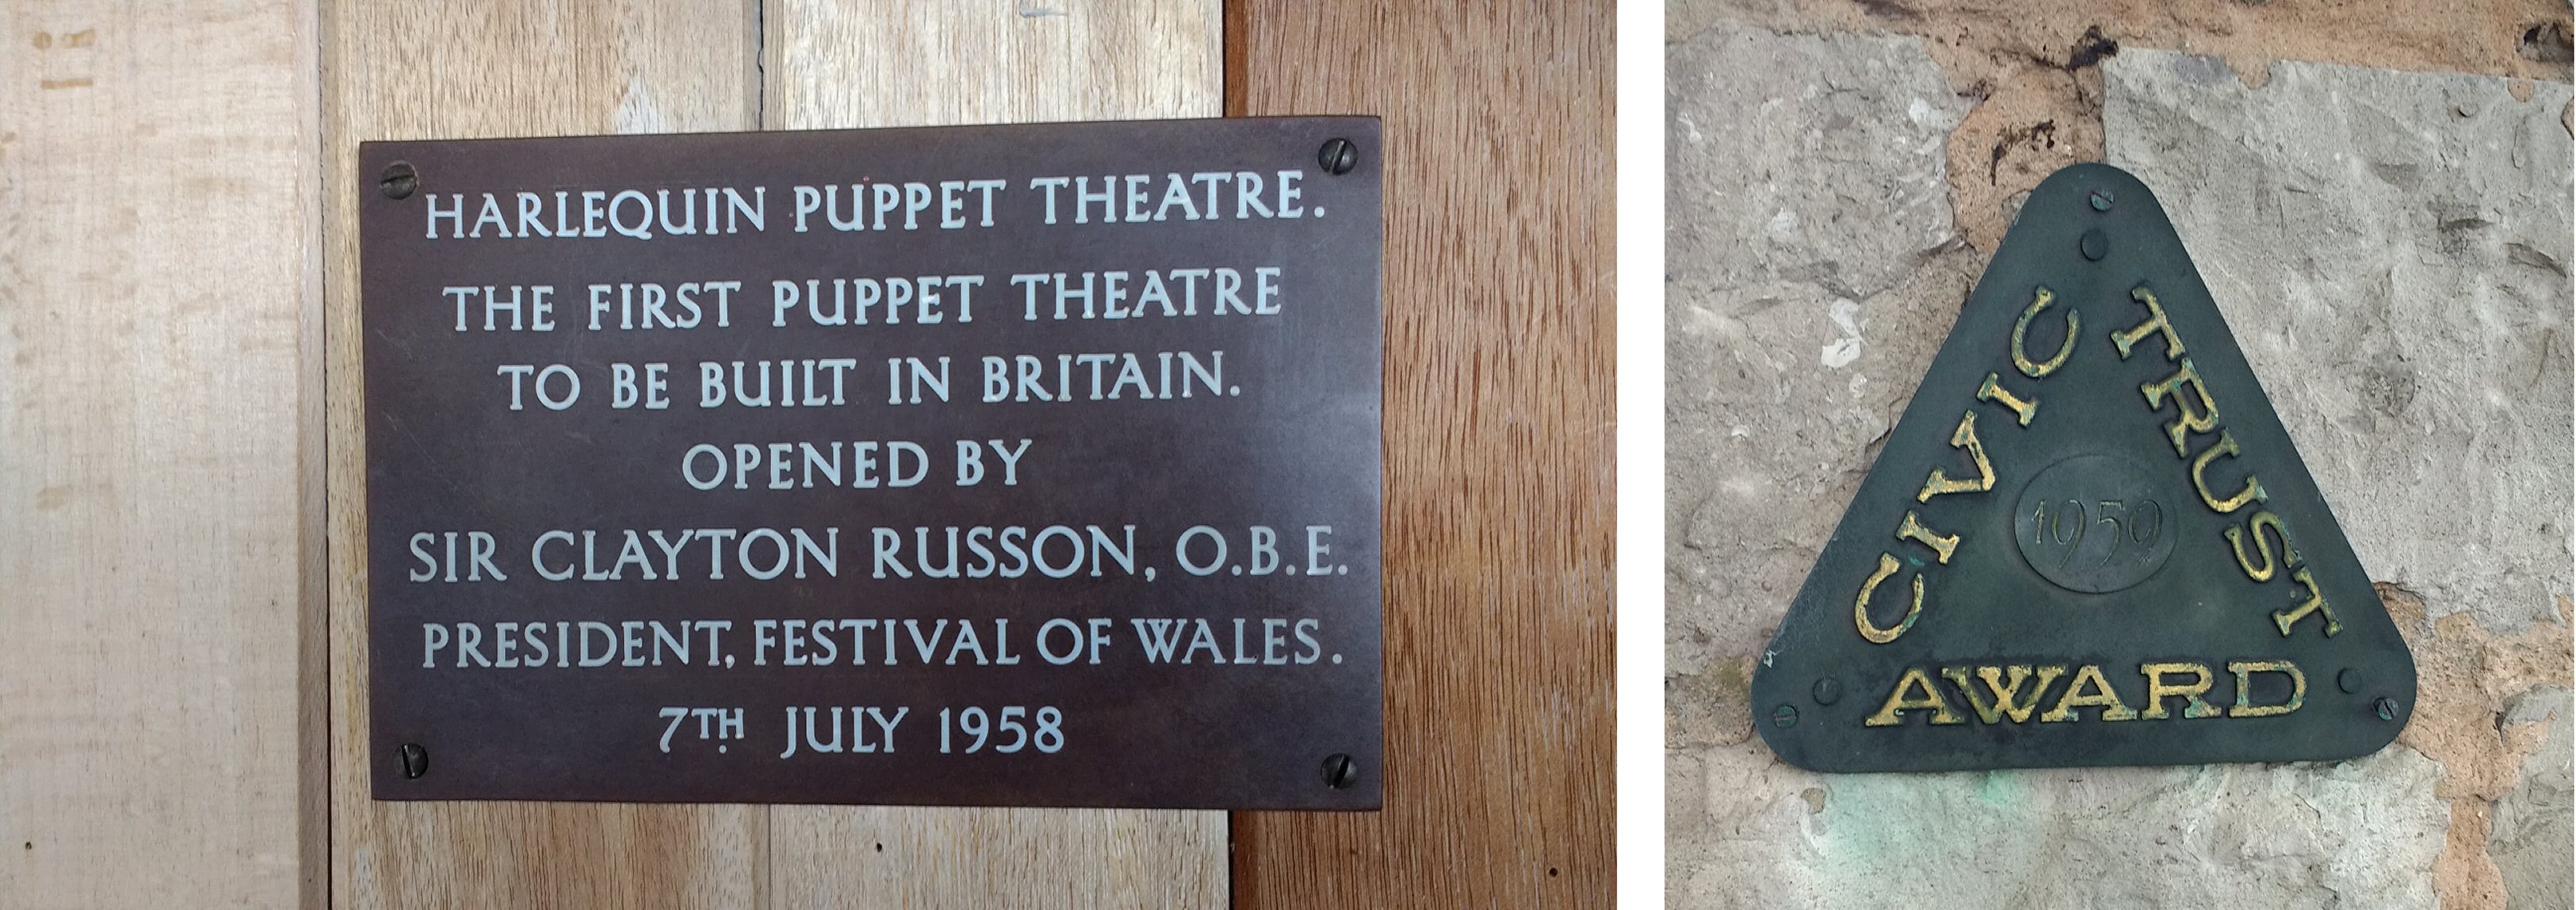 HARLEQUIN PUPPET THEATRE.
THE FIRST PUPPET THEATRE
TO BE BUILT IN BRITAIN.
OPENED BY
SIR CLAYTON RUSSON, O.B.E.
PRESIDENT, FESTIVAL OF WALES.
7TH JULY 1958
CIVIC TRUST
1959
AWARD